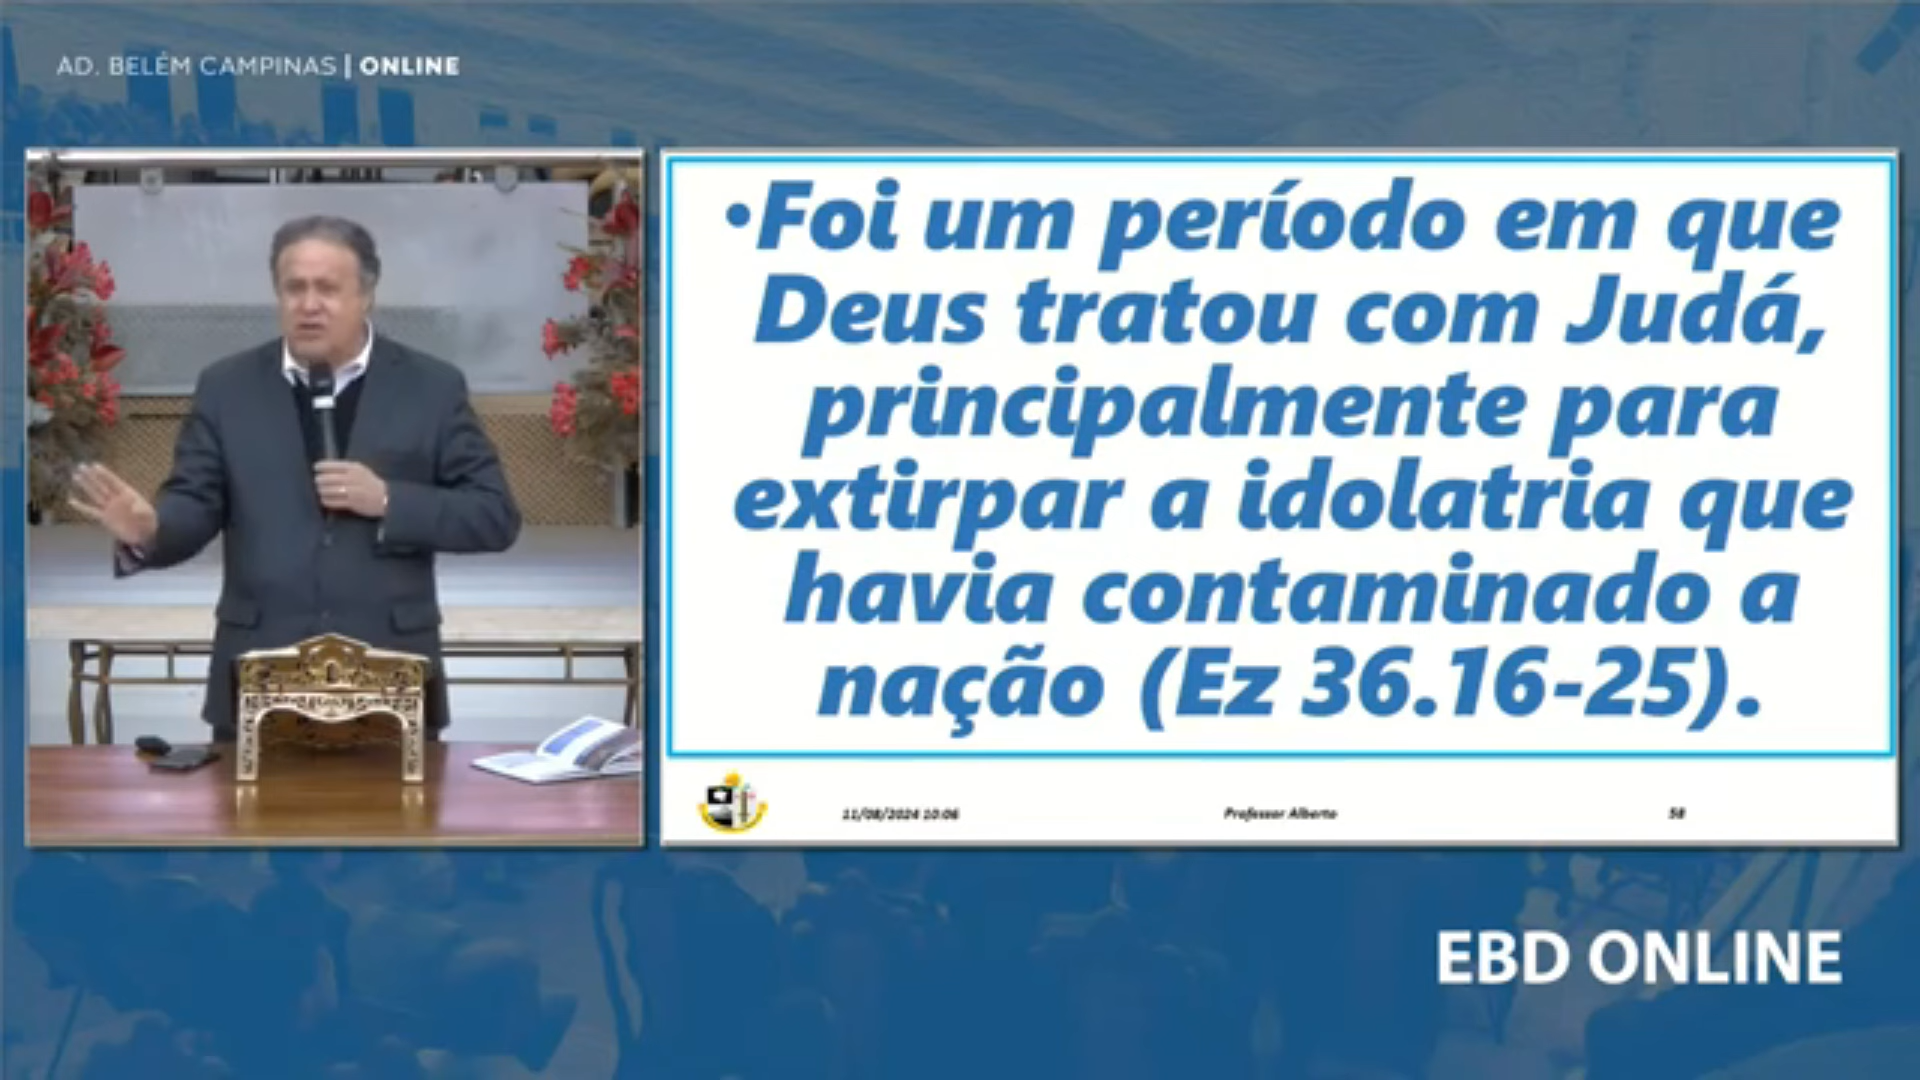 AD. BELÉM CAMPINAS | ONLINE
•Foi um período em que
Deus tratou com Judá,
principalmente para
extirpar a idolatria que
havia contaminado a
nação (Ez 36.16-25).
11/08/2024 10:06
Professor Alberto
58
EBD ONLINE